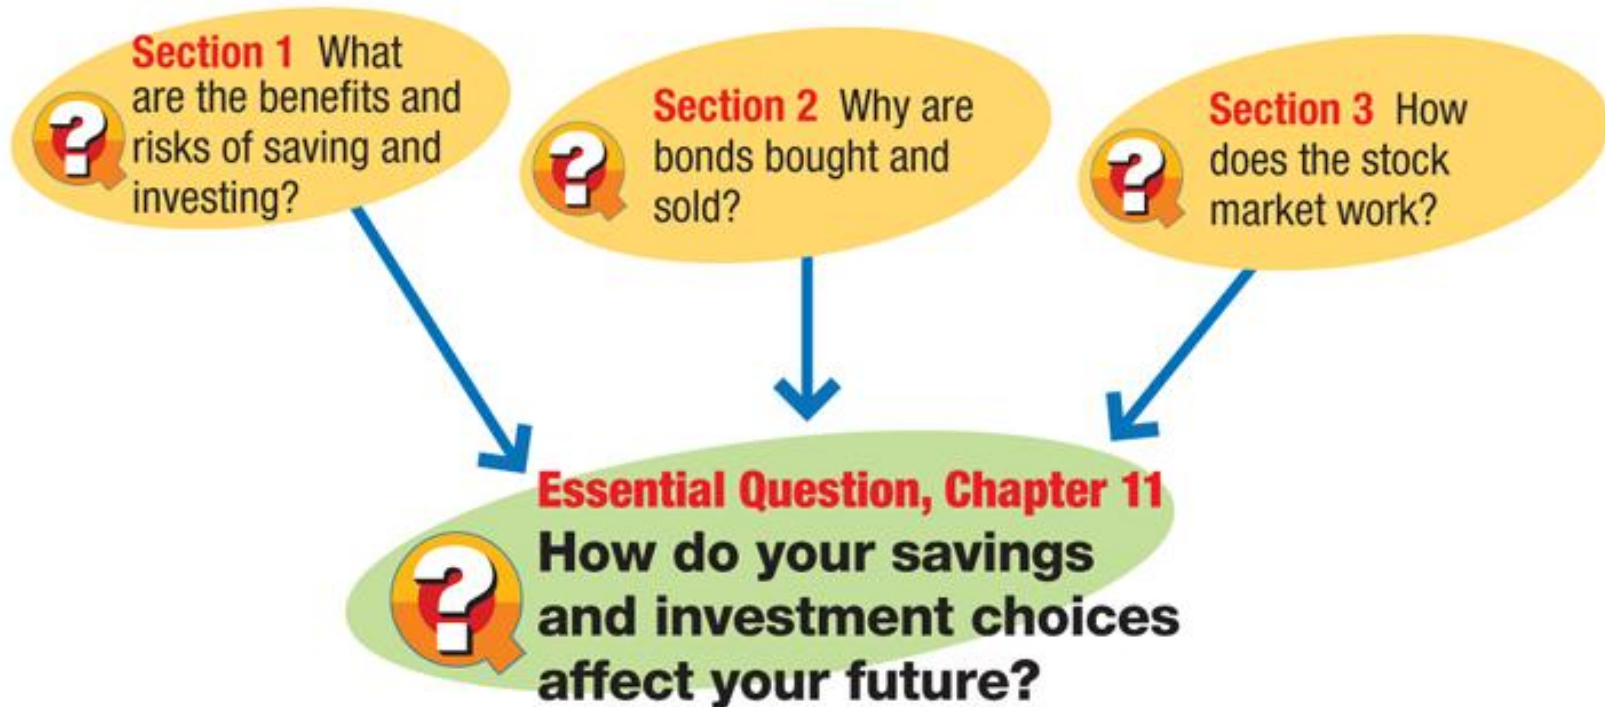 Section 1 What
are the benefits and
risks of saving and
investing?
Section 2 Why are
bonds bought and
sold?
Section 3 How
does the stock
market work?
Essential Question, Chapter 11
How do your savings
and investment choices
affect your future?